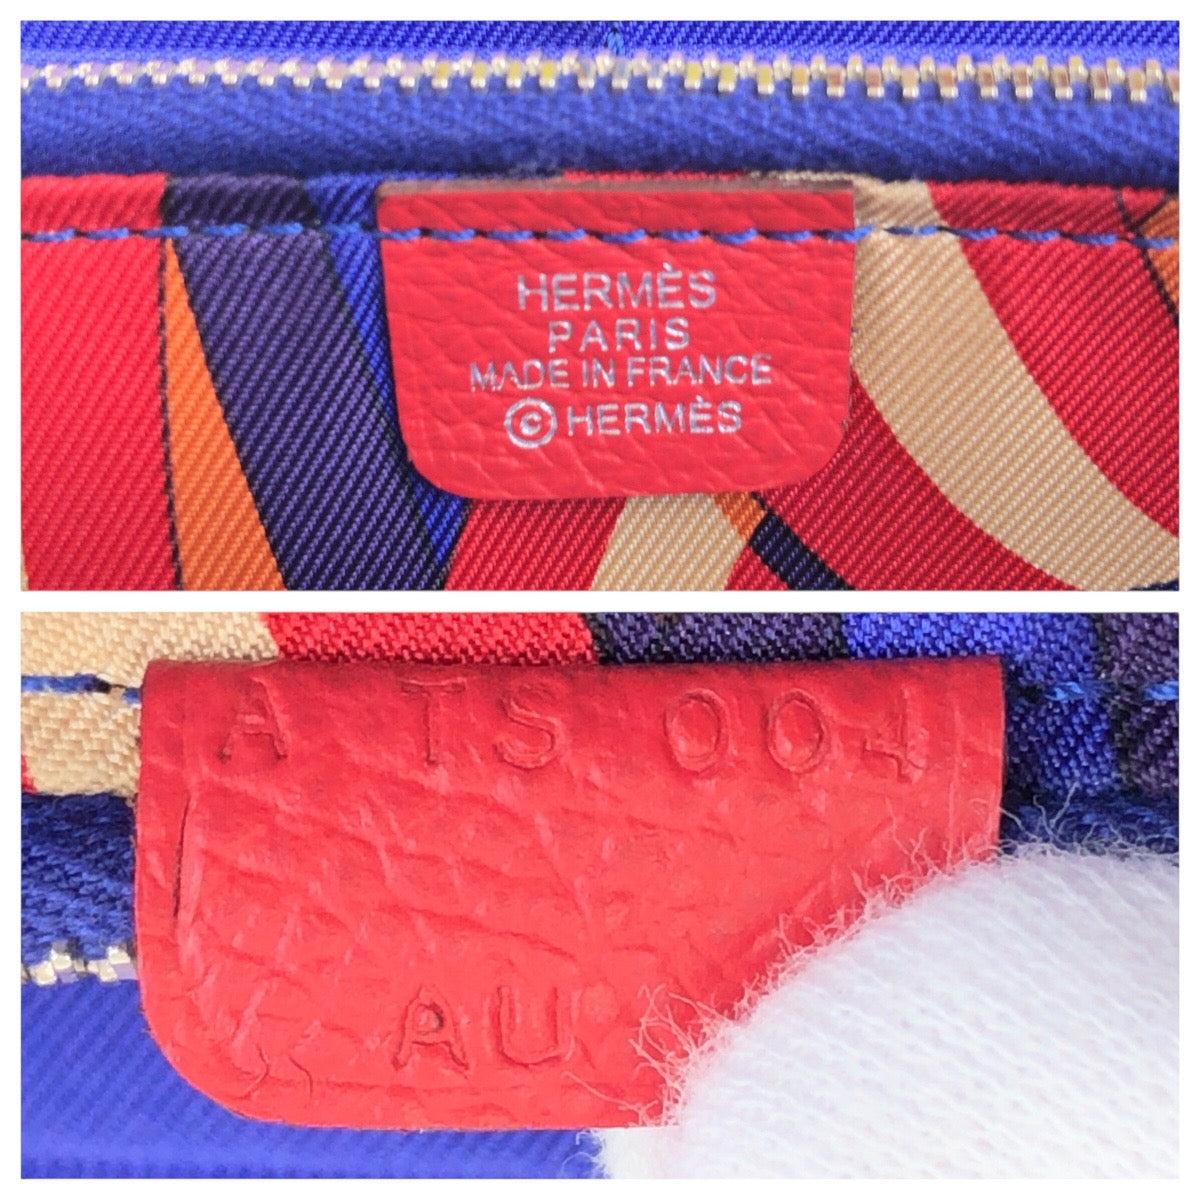 HERMÈS
PARIS
MADE IN FRANCE
©HERMÈS
A TS 004
AU